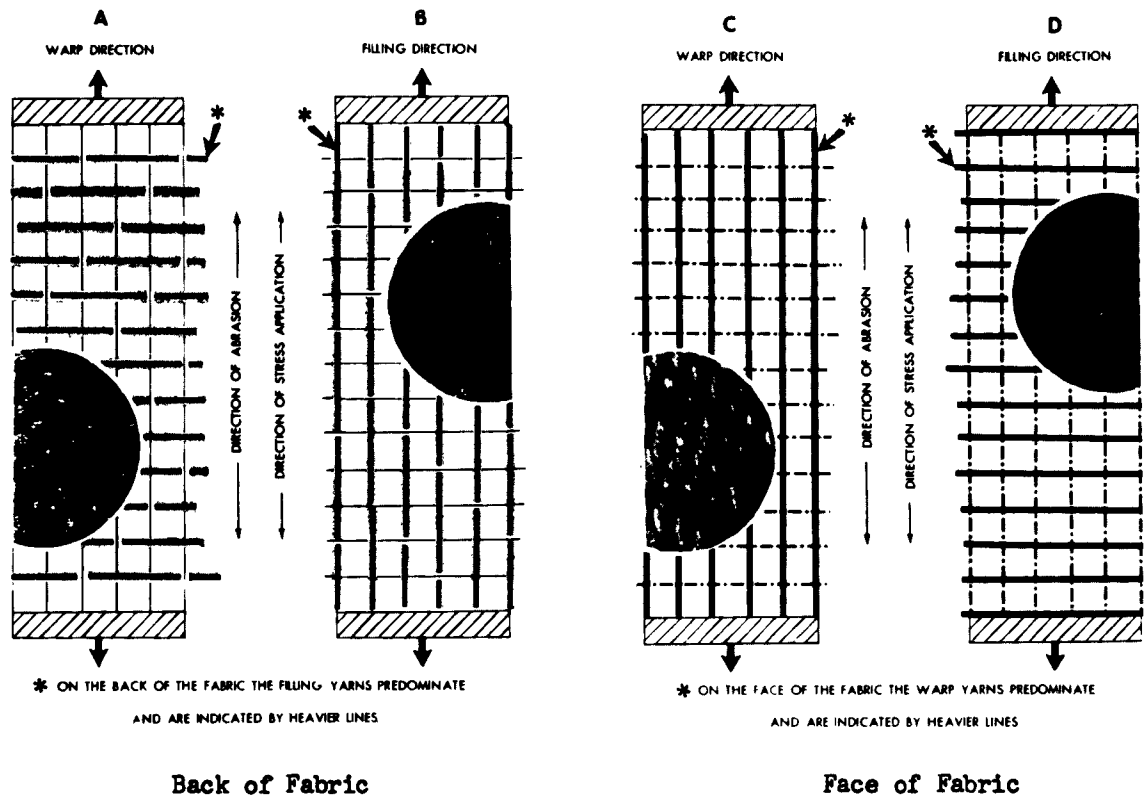 A
WARP DIRECTION
*
DIRECTION OF ABRASION
DIRECTION OF STRESS APPLICATION
B
FILLING DIRECTION
*
* ON THE BACK OF THE FABRIC THE FILLING YARNS PREDOMINATE
AND ARE INDICATED BY HEAVIER LINES
Back of Fabric
C
WARP DIRECTION
*
DIRECTION OF ABRASION
DIRECTION OF STRESS APPLICATION
D
FILLING DIRECTION
*
* ON THE FACE OF THE FABRIC THE WARP YARNS PREDOMINATE
AND ARE INDICATED BY HEAVIER LINES
Face of Fabric